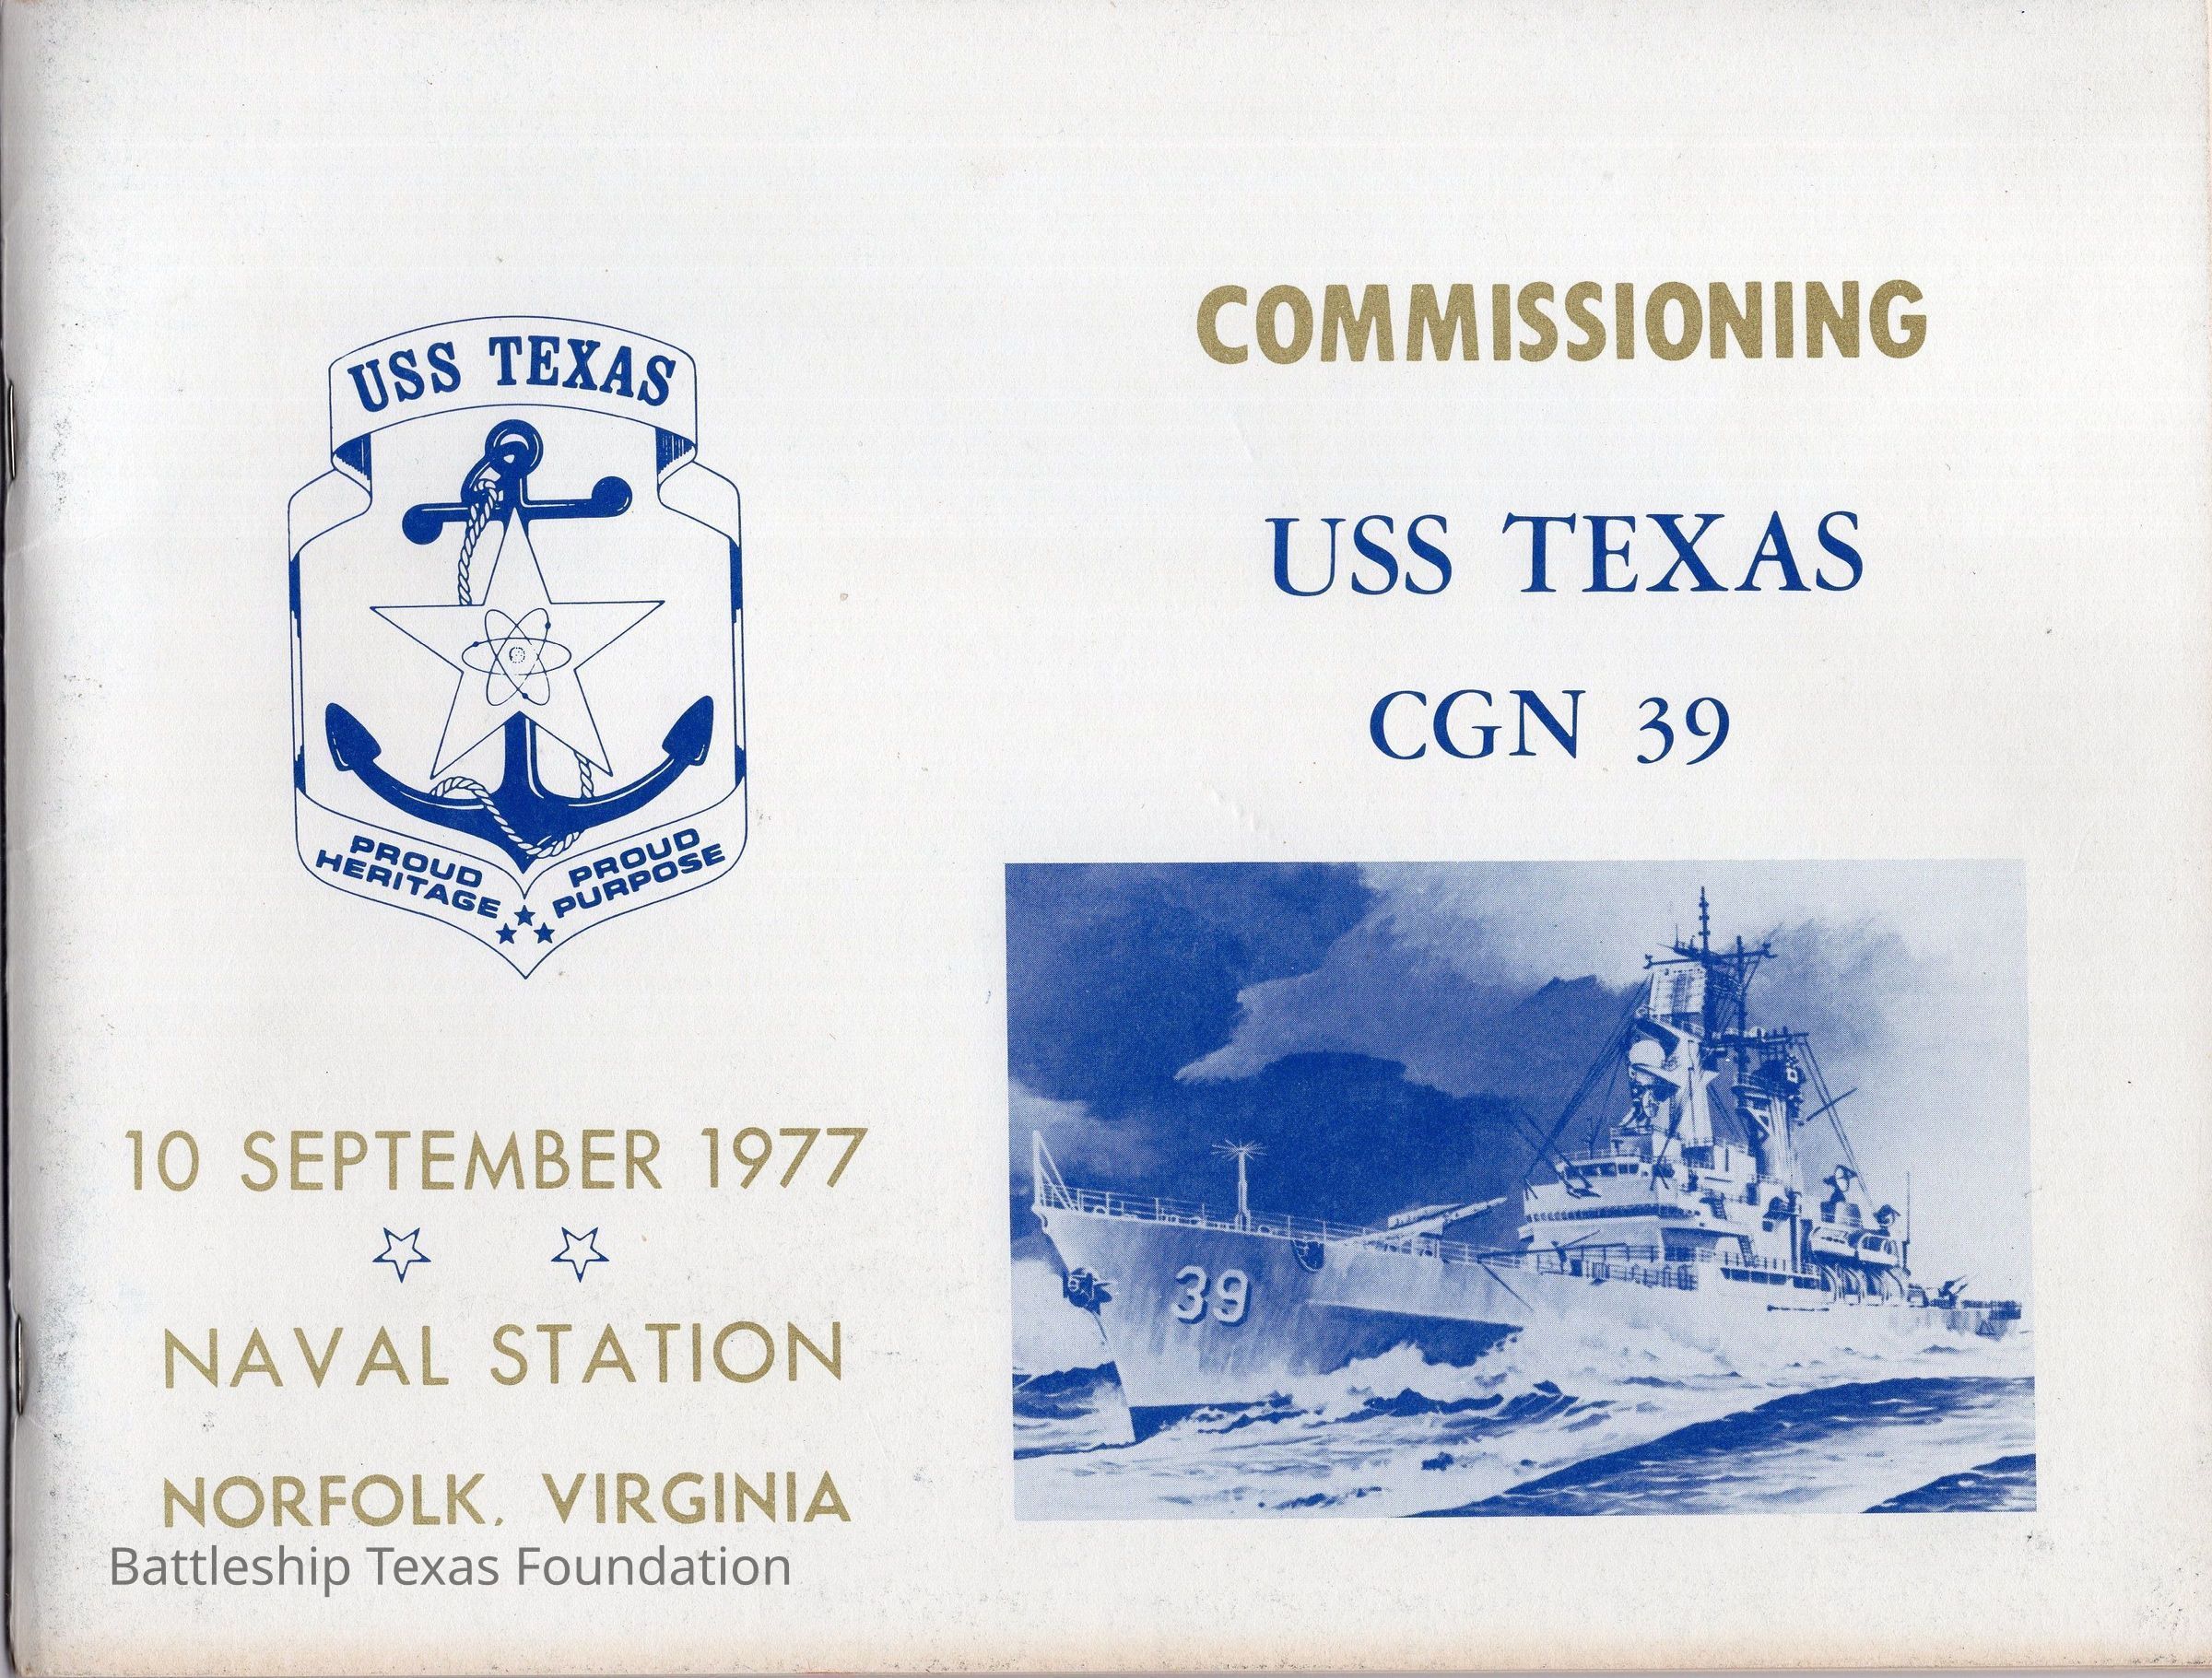 USS TEXAS
PROUD
HERITAGE
PROUD
PURPOSE
10 SEPTEMBER 1977
NAVAL STATION
NORFOLK, VIRGINIA
COMMISSIONING
USS TEXAS
CGN 39
39
Battleship Texas Foundation